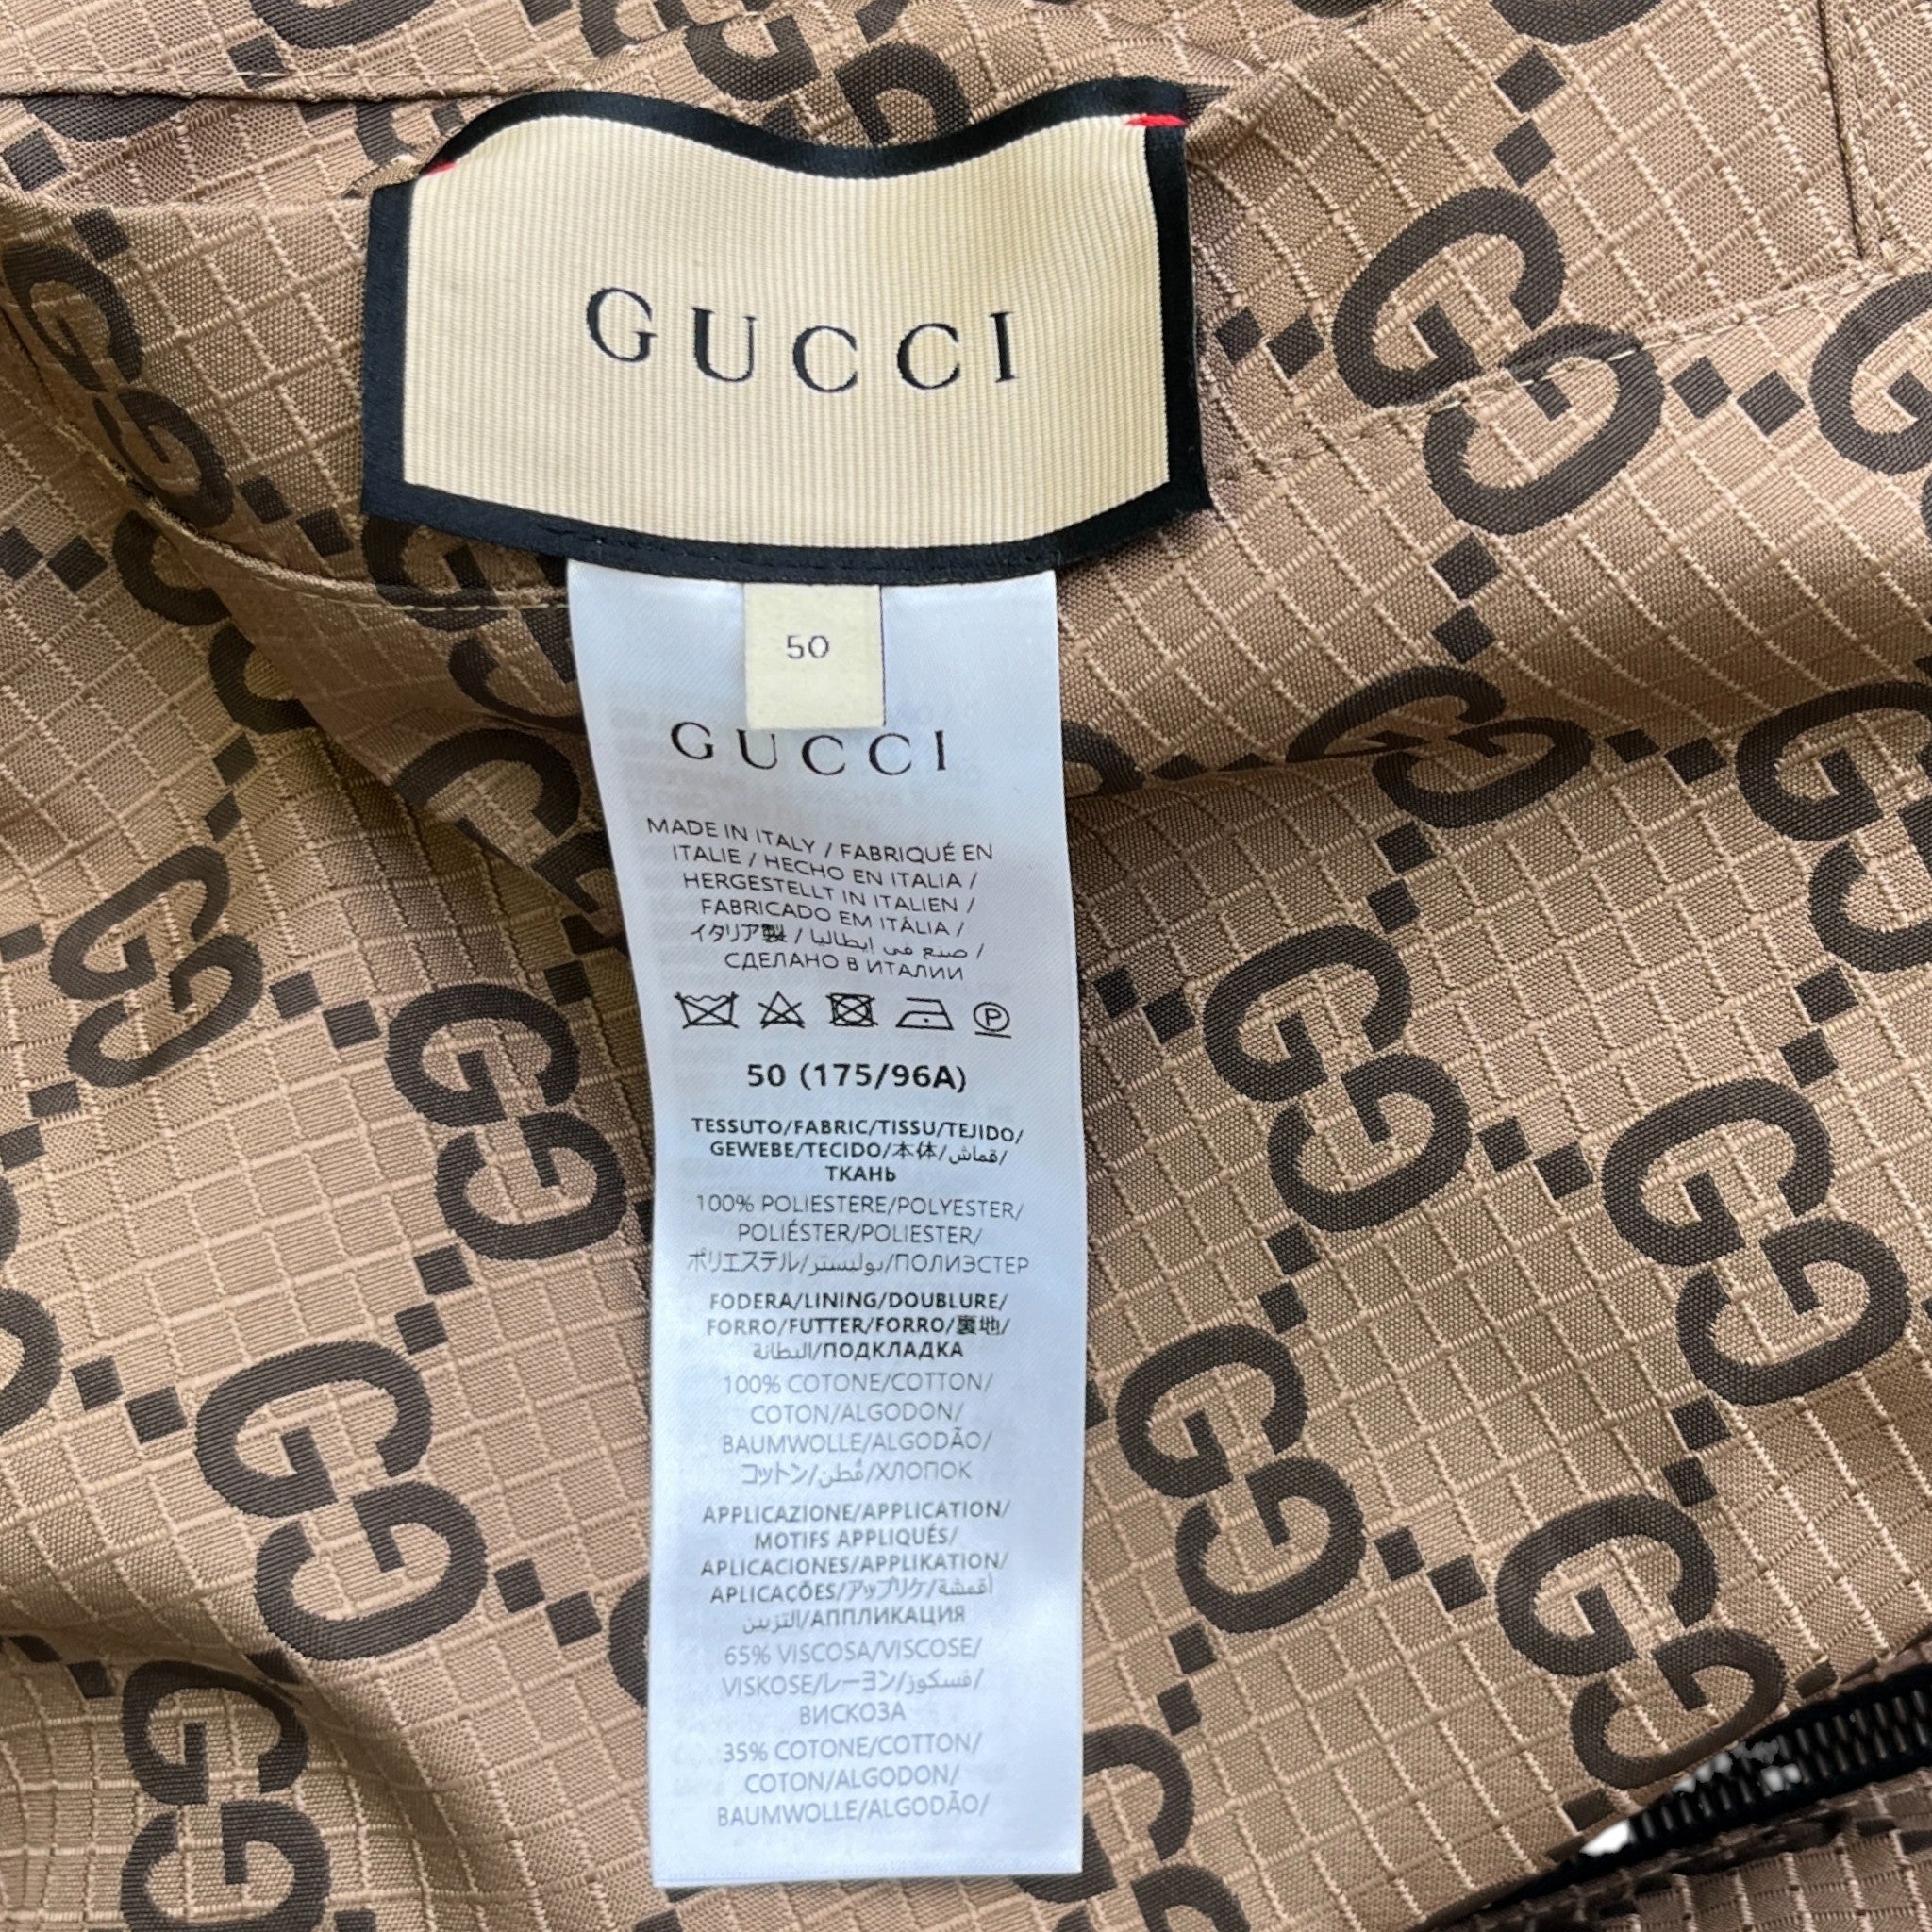 GUCCI
50
GUCCI
MADE IN ITALY / FABRIQUÉ EN
ITALIE / HECHO EN ITALIA /
HERGESTELLT IN ITALIEN /
FABRICADO EM ITÁLIA /
イタリア製 / صنع في إيطاليا /
СДЕЛАНО В ИТАЛИИ
P
50 (175/96A)
TESSUTO/FABRIC/TISSU/TEJIDO/
GEWEBE/TECIDO/本体/قماش/
ТКАНЬ
100% POLIESTERE/POLYESTER/
POLIÉSTER/POLIESTER/
ポリエステル/بوليستر/ПОЛИЭСТЕР
FODERA/LINING/DOUBLURE/
FORRO/FUTTER/FORRO/裏地/
البطانة/ПОДКЛАДКА
100% COTONE/COTTON/
COTON/ALGODON/
BAUMWOLLE/ALGODÃO/
コットン/قُطن/ХЛОПОК
APPLICAZIONE/APPLICATION/
MOTIFS APPLIQUÉS/
APLICACIONES/APPLIKATION/
APLICAÇÕES/アップリケ/أقمشة
التزيين/АППЛИКАЦИЯ
65% VISCOSA/VISCOSE/
VISKOSE/レーヨン/فسكوز/
ВИСКОЗА
35% COTONE/COTTON/
COTON/ALGODON/
BAUMWOLLE/ALGODÃO/